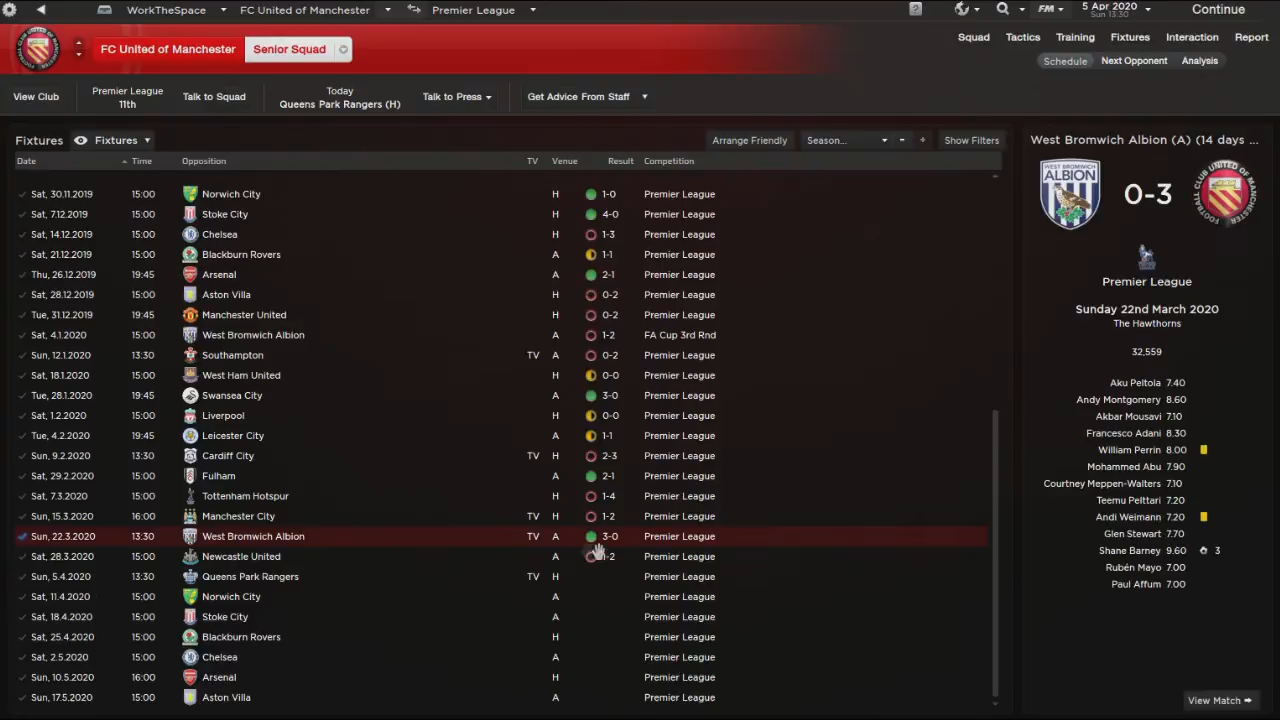 WorkTheSpace FC United of Manchester Premier League ? FM 5 Apr 2020 Sun 13:30 Continue
FC United of Manchester Senior Squad
Squad Tactics Training Fixtures Interaction Report
Schedule Next Opponent Analysis
View Club Premier League 11th Talk to Squad Today Queens Park Rangers (H) Talk to Press Get Advice From Staff
Fixtures Fixtures Arrange Friendly Season... - + Show Filters
Date Time Opposition TV Venue Result Competition
Sat, 30.11.2019 15:00 Norwich City H 1-0 Premier League
Sat, 7.12.2019 15:00 Stoke City H 4-0 Premier League
Sat, 14.12.2019 15:00 Chelsea H 1-3 Premier League
Sat, 21.12.2019 15:00 Blackburn Rovers A 1-1 Premier League
Thu, 26.12.2019 19:45 Arsenal A 2-1 Premier League
Sat, 28.12.2019 15:00 Aston Villa H 0-2 Premier League
Tue, 31.12.2019 19:45 Manchester United H 0-2 Premier League
Sat, 4.1.2020 15:00 West Bromwich Albion A 1-2 FA Cup 3rd Rnd
Sun, 12.1.2020 13:30 Southampton TV A 0-2 Premier League
Sat, 18.1.2020 15:00 West Ham United H 0-0 Premier League
Tue, 28.1.2020 19:45 Swansea City A 3-0 Premier League
Sat, 1.2.2020 15:00 Liverpool H 0-0 Premier League
Tue, 4.2.2020 19:45 Leicester City A 1-1 Premier League
Sun, 9.2.2020 13:30 Cardiff City TV H 2-3 Premier League
Sat, 29.2.2020 15:00 Fulham A 2-1 Premier League
Sat, 7.3.2020 15:00 Tottenham Hotspur H 1-4 Premier League
Sun, 15.3.2020 16:00 Manchester City TV H 1-2 Premier League
Sun, 22.3.2020 13:30 West Bromwich Albion TV A 3-0 Premier League
Sat, 28.3.2020 15:00 Newcastle United A -2 Premier League
Sun, 5.4.2020 13:30 Queens Park Rangers TV H Premier League
Sat, 11.4.2020 15:00 Norwich City A Premier League
Sat, 18.4.2020 15:00 Stoke City A Premier League
Sat, 25.4.2020 15:00 Blackburn Rovers H Premier League
Sat, 2.5.2020 15:00 Chelsea A Premier League
Sun, 10.5.2020 16:00 Arsenal H Premier League
Sun, 17.5.2020 15:00 Aston Villa A Premier League
West Bromwich Albion (A) (14 days ...
ALBION
0-3
Premier League
Sunday 22nd March 2020
The Hawthorns
32,559
Aku Peltola 7.40
Andy Montgomery 8.60
Akbar Mousavi 7.10
Francesco Adani 8.30
William Perrin 8.00
Mohammed Abu 7.90
Courtney Meppen-Walters 7.10
Teemu Pelttari 7.20
Andi Weimann 7.20
Glen Stewart 7.70
Shane Barney 9.60 3
Rubén Mayo 7.00
Paul Affum 7.00
View Match